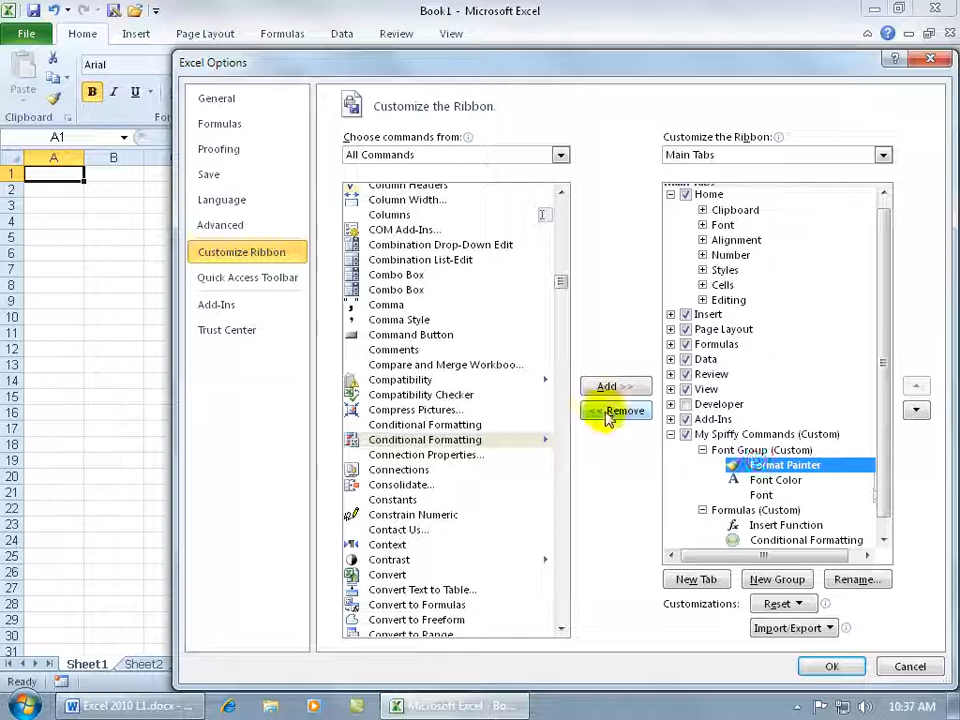 Book1 - Microsoft Excel
File Home Insert Page Layout Formulas Data Review View
Paste
Arial
B I U
Clipboard
A1
A B
1
2
3
4
5
6
7
8
9
10
11
12
13
14
15
16
17
18
19
20
21
22
23
24
25
26
27
28
29
30
31
Sheet1 Sheet2
Ready
Excel Options
General
Formulas
Proofing
Save
Language
Advanced
Customize Ribbon
Quick Access Toolbar
Add-Ins
Trust Center
Customize the Ribbon.
Choose commands from:
All Commands
Column Headers
Column Width...
Columns
COM Add-Ins...
Combination Drop-Down Edit
Combination List-Edit
Combo Box
Combo Box
Comma
Comma Style
Command Button
Comments
Compare and Merge Workboo...
Compatibility
Compatibility Checker
Compress Pictures...
Conditional Formatting
Conditional Formatting
Connection Properties...
Connections
Consolidate...
Constants
Constrain Numeric
Contact Us...
Context
Contrast
Convert
Convert Text to Table...
Convert to Formulas
Convert to Freeform
Convert to Range
Add >>
<< Remove
Customize the Ribbon:
Main Tabs
Main Tabs
Home
Clipboard
Font
Alignment
Number
Styles
Cells
Editing
Insert
Page Layout
Formulas
Data
Review
View
Developer
Add-Ins
My Spiffy Commands (Custom)
Font Group (Custom)
Format Painter
Font Color
Font
Formulas (Custom)
Insert Function
Conditional Formatting
New Tab New Group Rename...
Customizations: Reset
Import/Export
OK Cancel
Excel 2010 L1.docx - ... Microsoft Excel - Bo... 10:37 AM